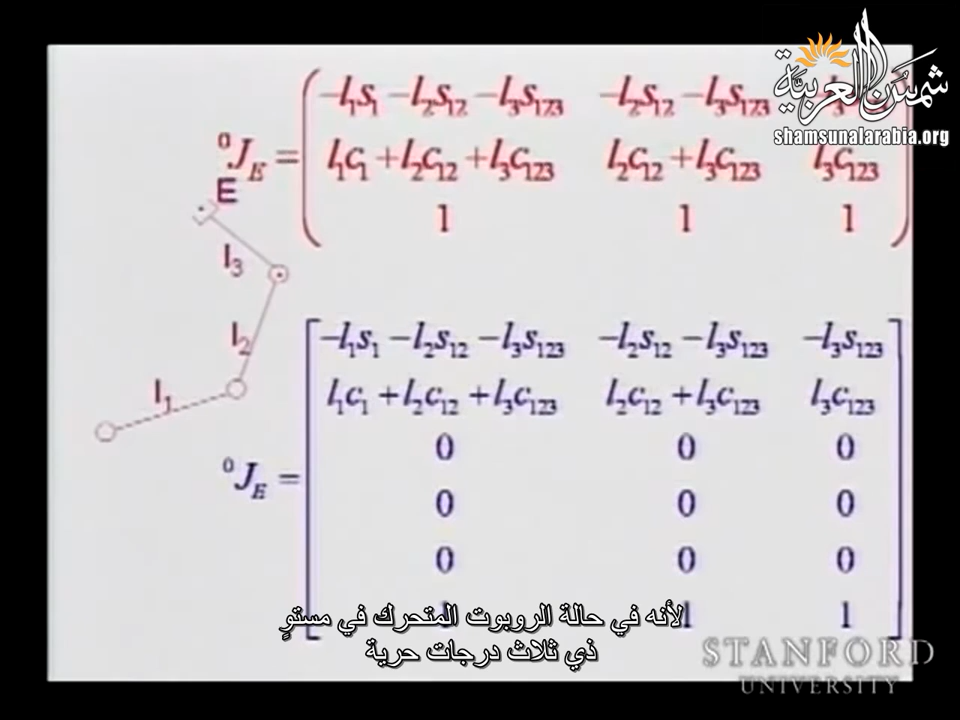 شمس العربية
shamsunalarabia.org
⁰J_E = ( −l₁s₁ −l₂s₁₂ −l₃s₁₂₃   −l₂s₁₂ −l₃s₁₂₃
l₁c₁ +l₂c₁₂ +l₃c₁₂₃   l₂c₁₂ +l₃c₁₂₃   l₃c₁₂₃
1   1   1 )
E
l₃
l₂
l₁
⁰J_E = [ −l₁s₁ −l₂s₁₂ −l₃s₁₂₃   −l₂s₁₂ −l₃s₁₂₃   −l₃s₁₂₃
l₁c₁ +l₂c₁₂ +l₃c₁₂₃   l₂c₁₂ +l₃c₁₂₃   l₃c₁₂₃
0   0   0
0   0   0
0   0   0
1   1 ]
لأنه في حالة الروبوت المتحرك في مستوٍ
ذي ثلاث درجات حرية
STANFORD
UNIVERSITY